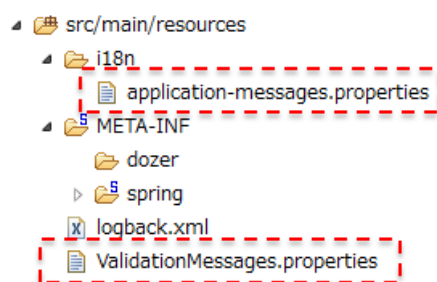 src/main/resources
i18n
application-messages.properties
META-INF
dozer
spring
logback.xml
ValidationMessages.properties